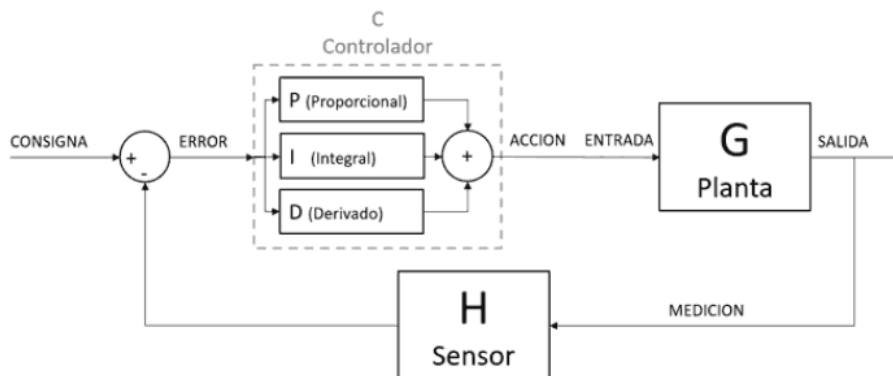 C
Controlador
P (Proporcional)
CONSIGNA
+
-
ERROR
I (Integral)
+
ACCION
ENTRADA
G
Planta
SALIDA
D (Derivado)
H
Sensor
MEDICION